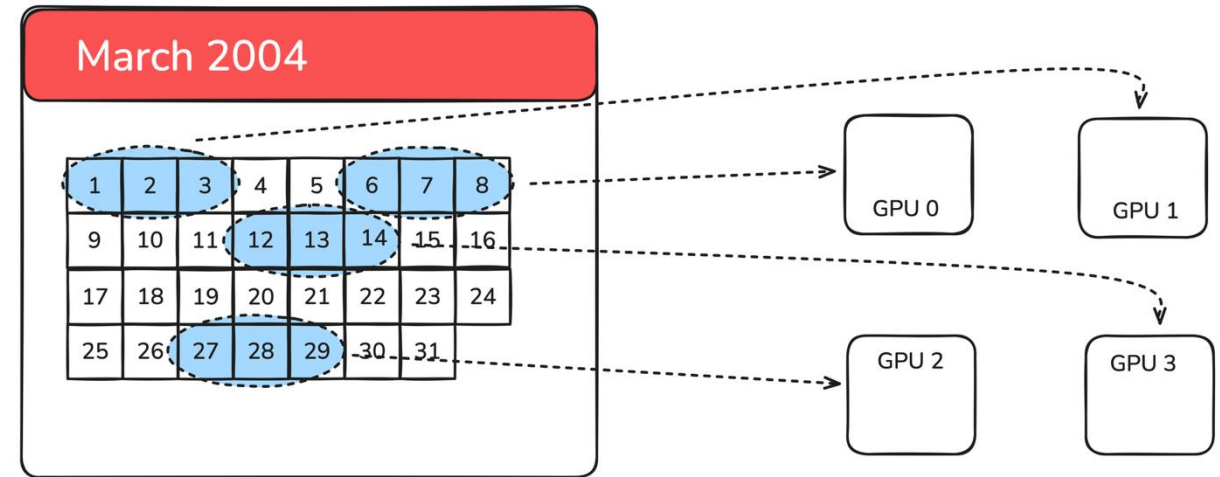 March 2004
1 2 3 4 5 6 7 8
9 10 11 12 13 14 15 16
17 18 19 20 21 22 23 24
25 26 27 28 29 30 31
GPU 0
GPU 1
GPU 2
GPU 3